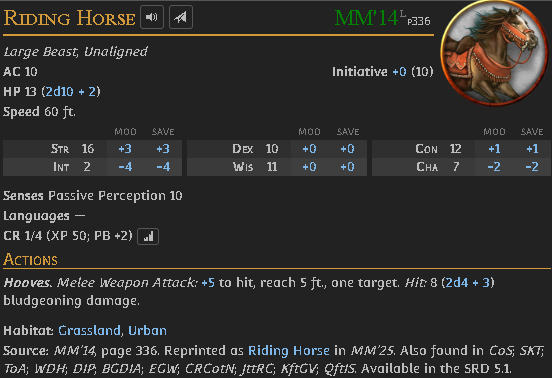 RIDING HORSE MM'14 L p336
Large Beast, Unaligned
AC 10 Initiative +0 (10)
HP 13 (2d10 + 2)
Speed 60 ft.
MOD SAVE MOD SAVE MOD SAVE
STR 16 +3 +3 DEX 10 +0 +0 CON 12 +1 +1
INT 2 −4 −4 WIS 11 +0 +0 CHA 7 −2 −2
Senses Passive Perception 10
Languages —
CR 1/4 (XP 50; PB +2)
ACTIONS
Hooves. Melee Weapon Attack: +5 to hit, reach 5 ft., one target. Hit: 8 (2d4 + 3)
bludgeoning damage.
Habitat: Grassland, Urban
Source: MM'14, page 336. Reprinted as Riding Horse in MM'25. Also found in CoS; SKT;
ToA; WDH; DIP; BGDIA; EGW; CRCotN; JttRC; KftGV; QftIS. Available in the SRD 5.1.